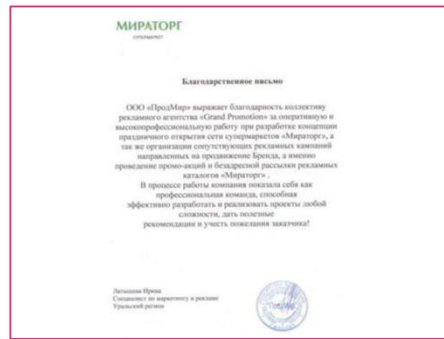 МИРАТОРГ
СУПЕРМАРКЕТ
Благодарственное письмо
ООО «ПродМир» выражает благодарность коллективу
рекламного агентства «Grand Promotion» за оперативную и
высокопрофессиональную работу при разработке концепции
праздничного открытия сети супермаркетов «Мираторг», а
так же организации сопутствующих рекламных кампаний
направленных на продвижение Бренда, а именно
проведение промо-акций и безадресной рассылки рекламных
каталогов «Мираторг» .
В процессе работы компания показала себя как
профессиональная команда, способная
эффективно разработать и реализовать проекты любой
сложности, дать полезные
рекомендации и учесть пожелания заказчика!
Латышева Ирина
Специалист по маркетингу и рекламе
Уральский регион